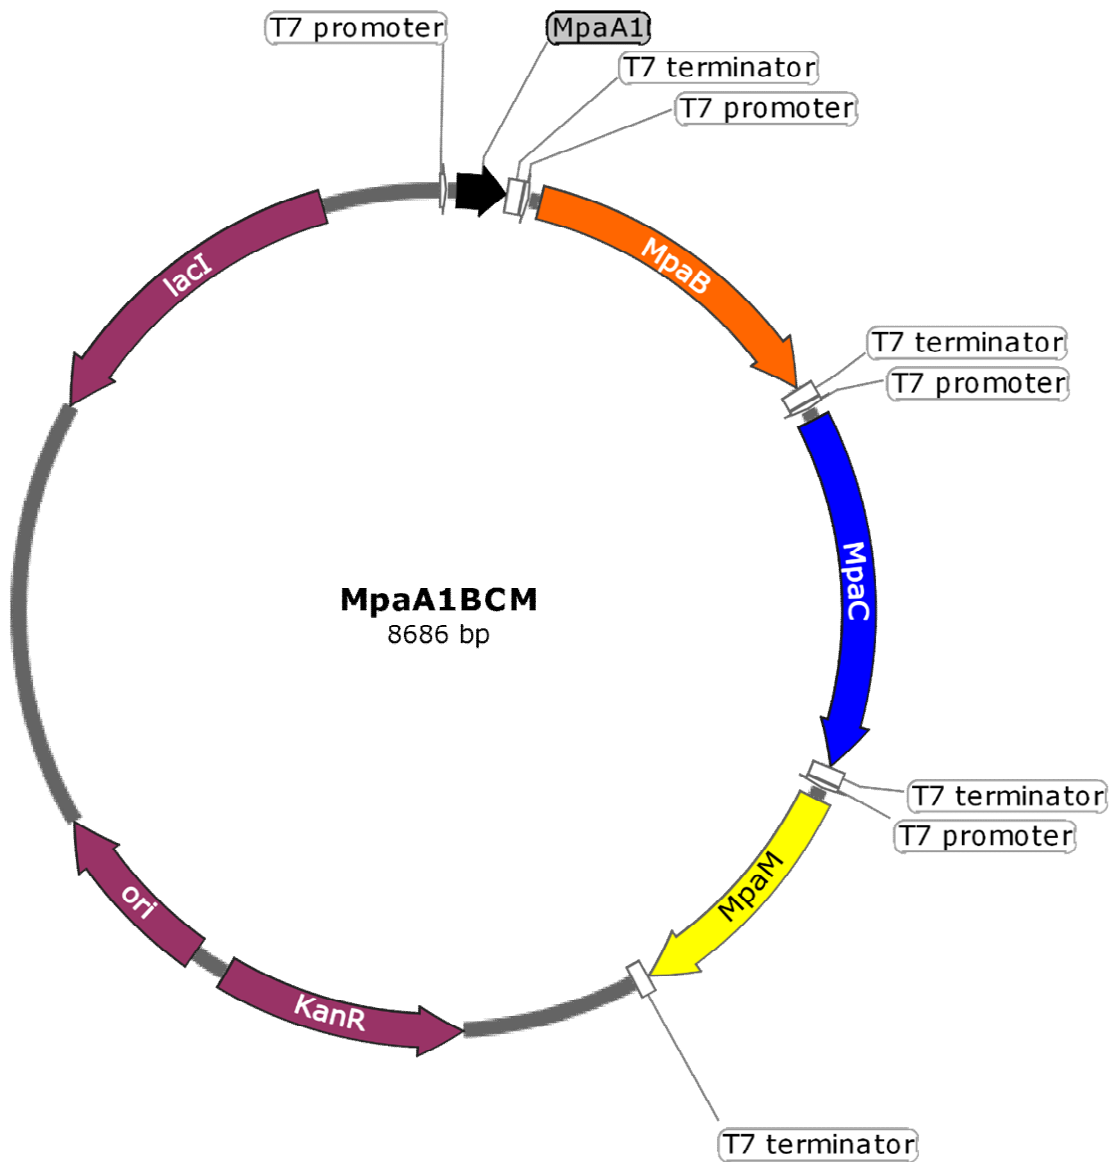 T7 promoter
MpaA1
T7 terminator
T7 promoter
lacI
MpaB
T7 terminator
T7 promoter
MpaC
MpaA1BCM
8686 bp
T7 terminator
T7 promoter
MpaM
ori
KanR
T7 terminator